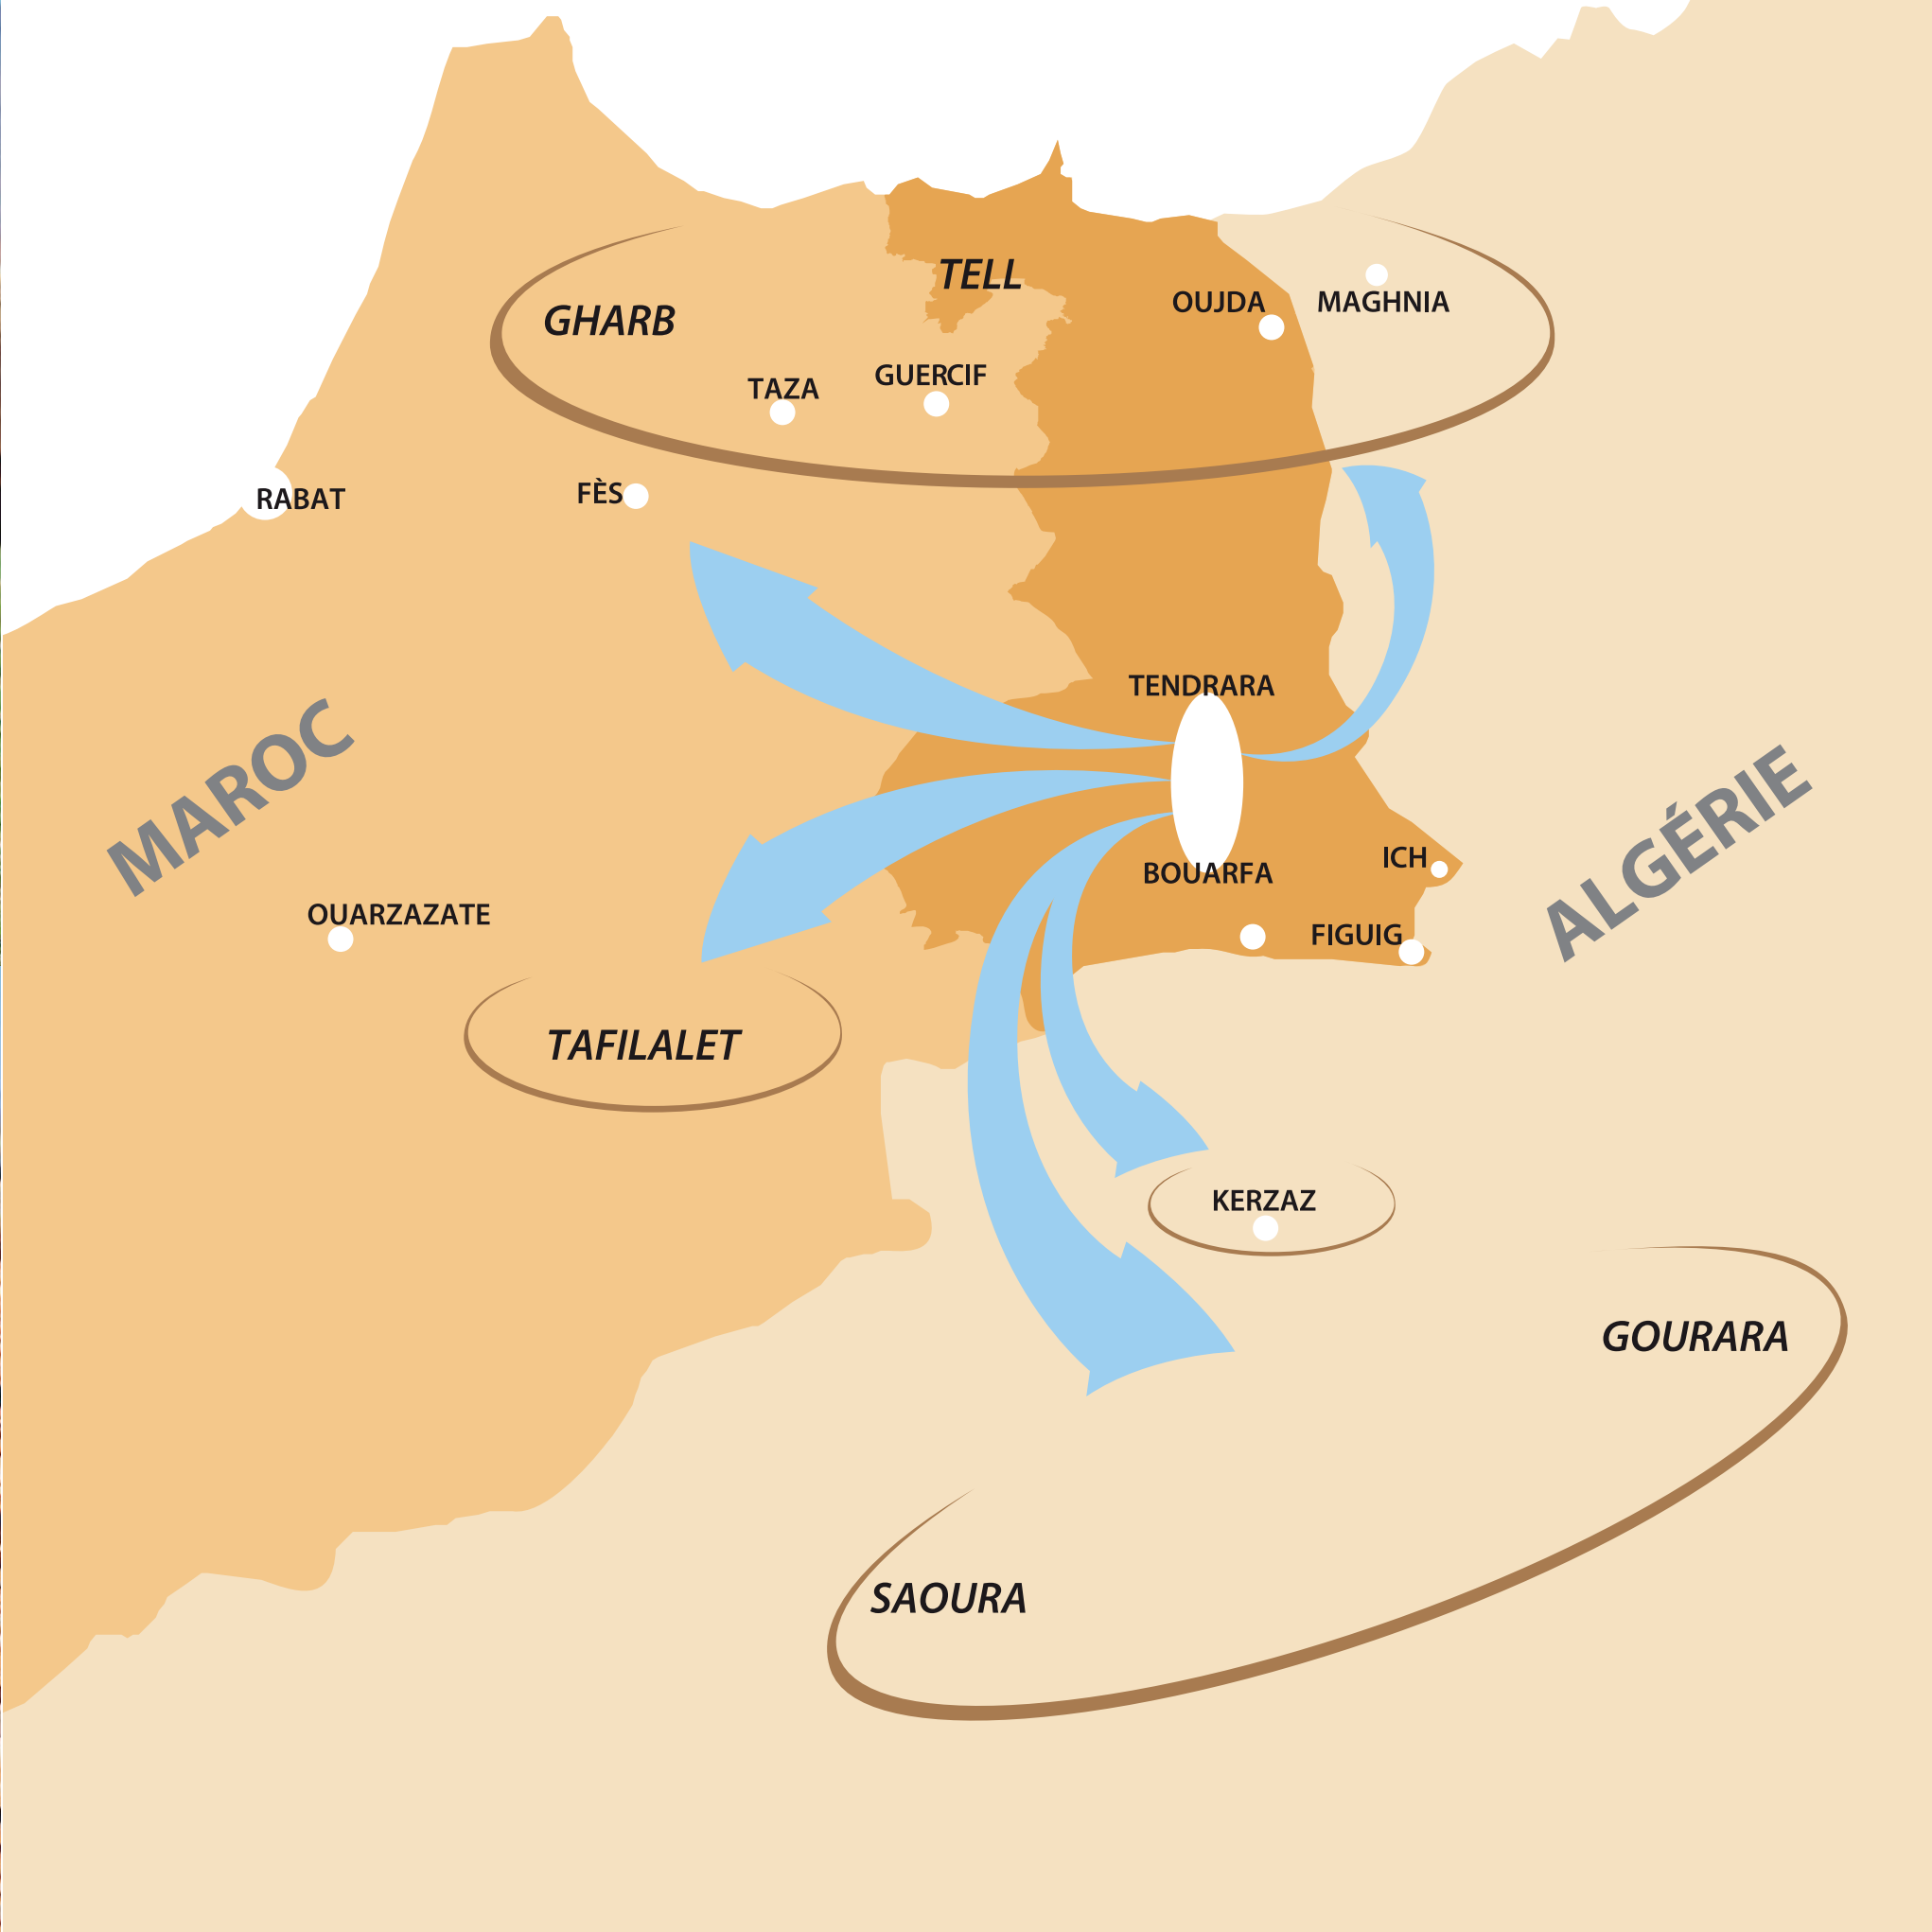 TELL
GHARB
OUJDA
MAGHNIA
TAZA
GUERCIF
RABAT
FÈS
TENDRARA
MAROC
ALGÉRIE
BOUARFA
ICH
OUARZAZATE
FIGUIG
TAFILALET
KERZAZ
GOURARA
SAOURA